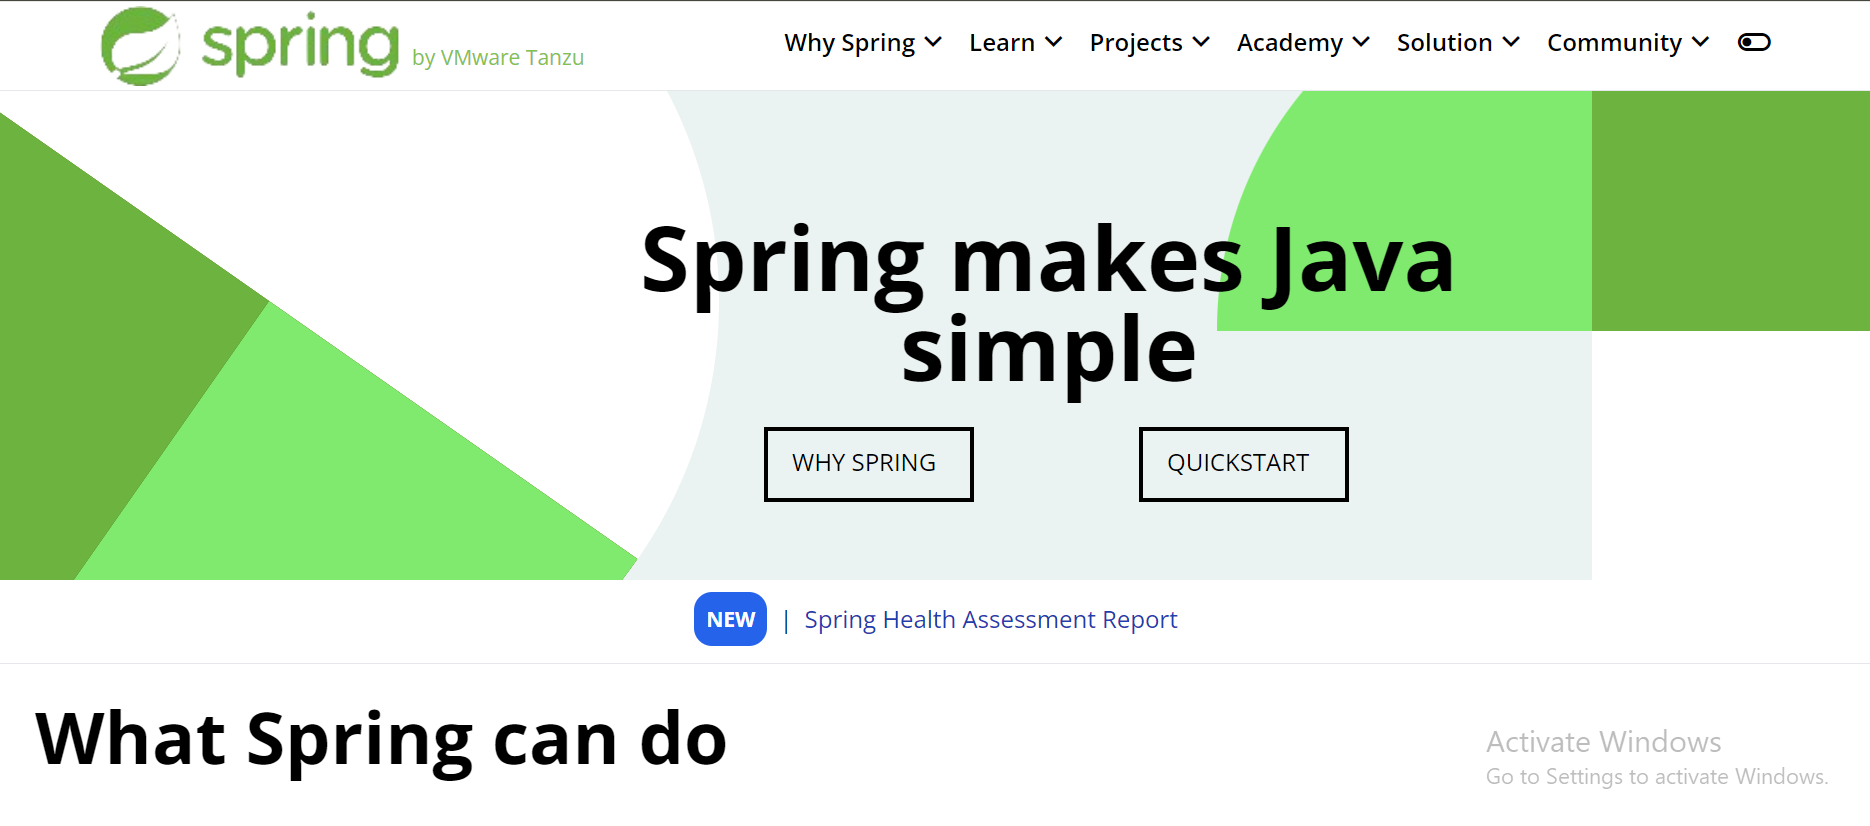 spring by VMware Tanzu
Why Spring Learn Projects Academy Solution Community
Spring makes Java
simple
WHY SPRING QUICKSTART
NEW | Spring Health Assessment Report
What Spring can do
Activate Windows
Go to Settings to activate Windows.